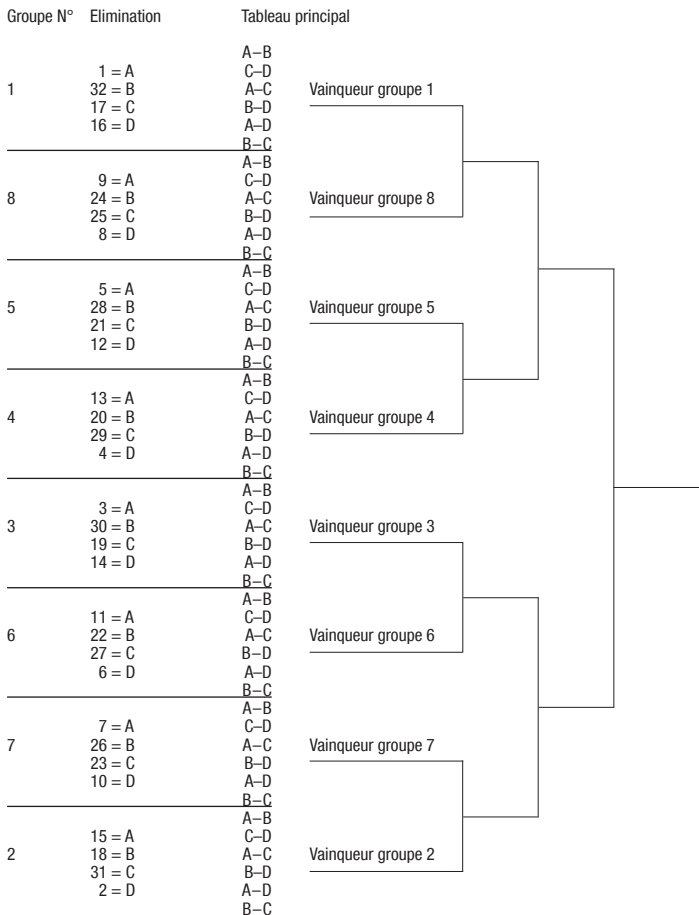 Groupe N° Elimination Tableau principal
A–B
1 = A C–D
1 32 = B A–C Vainqueur groupe 1
17 = C B–D
16 = D A–D
B–C
A–B
9 = A C–D
8 24 = B A–C Vainqueur groupe 8
25 = C B–D
8 = D A–D
B–C
A–B
5 = A C–D
5 28 = B A–C Vainqueur groupe 5
21 = C B–D
12 = D A–D
B–C
A–B
13 = A C–D
4 20 = B A–C Vainqueur groupe 4
29 = C B–D
4 = D A–D
B–C
A–B
3 = A C–D
3 30 = B A–C Vainqueur groupe 3
19 = C B–D
14 = D A–D
B–C
A–B
11 = A C–D
6 22 = B A–C Vainqueur groupe 6
27 = C B–D
6 = D A–D
B–C
A–B
7 = A C–D
7 26 = B A–C Vainqueur groupe 7
23 = C B–D
10 = D A–D
B–C
A–B
15 = A C–D
2 18 = B A–C Vainqueur groupe 2
31 = C B–D
2 = D A–D
B–C